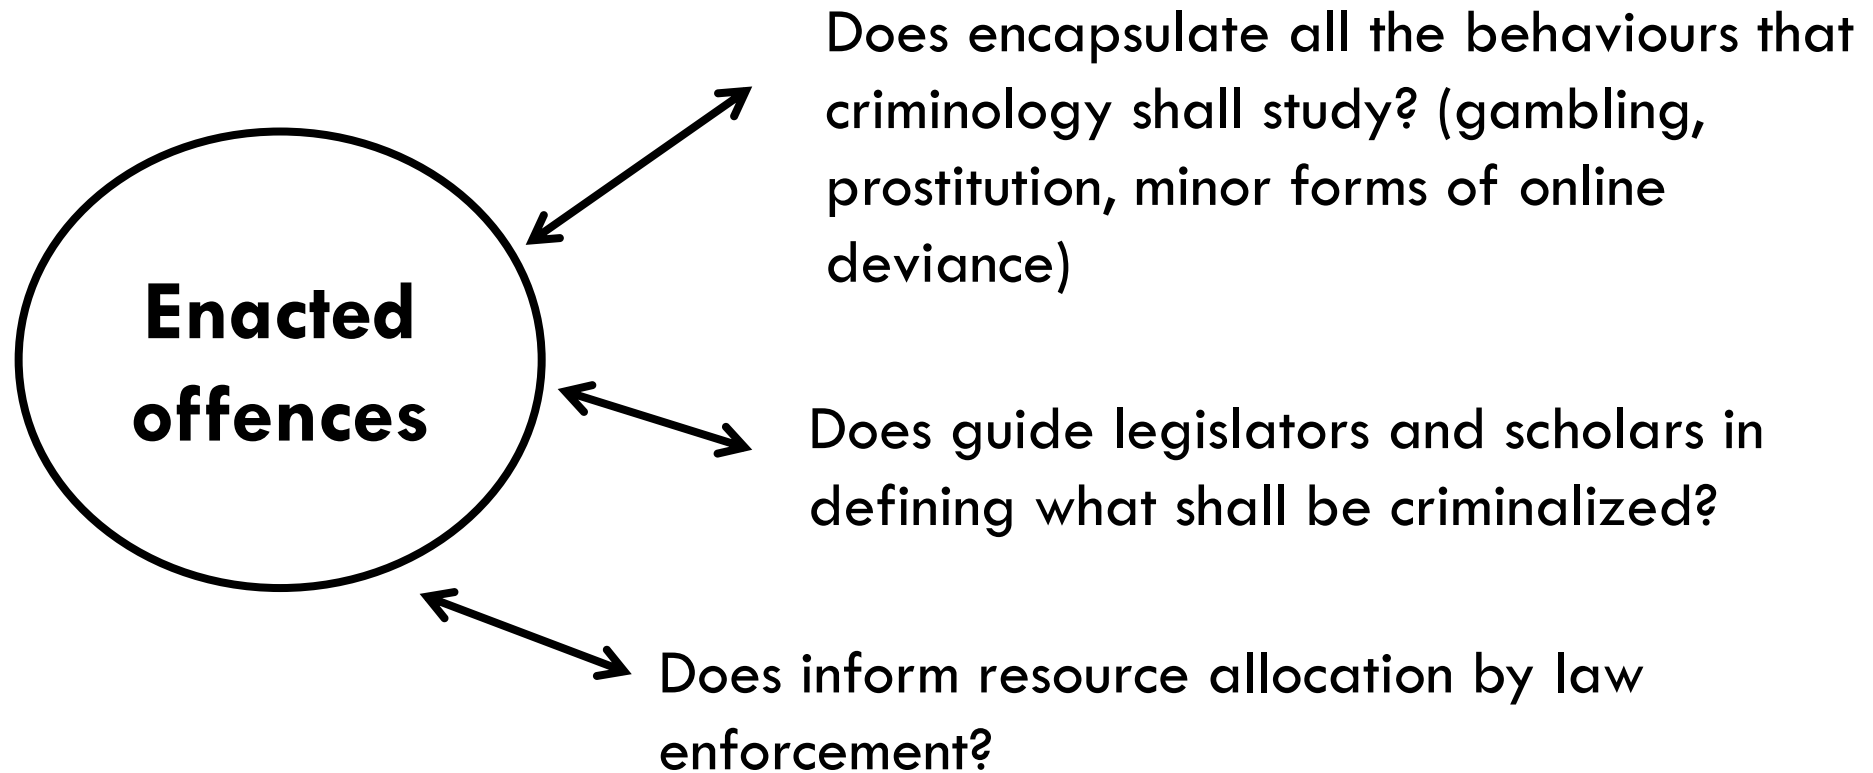 Does encapsulate all the behaviours that
criminology shall study? (gambling,
prostitution, minor forms of online
deviance)
Enacted
offences
Does guide legislators and scholars in
defining what shall be criminalized?
Does inform resource allocation by law
enforcement?